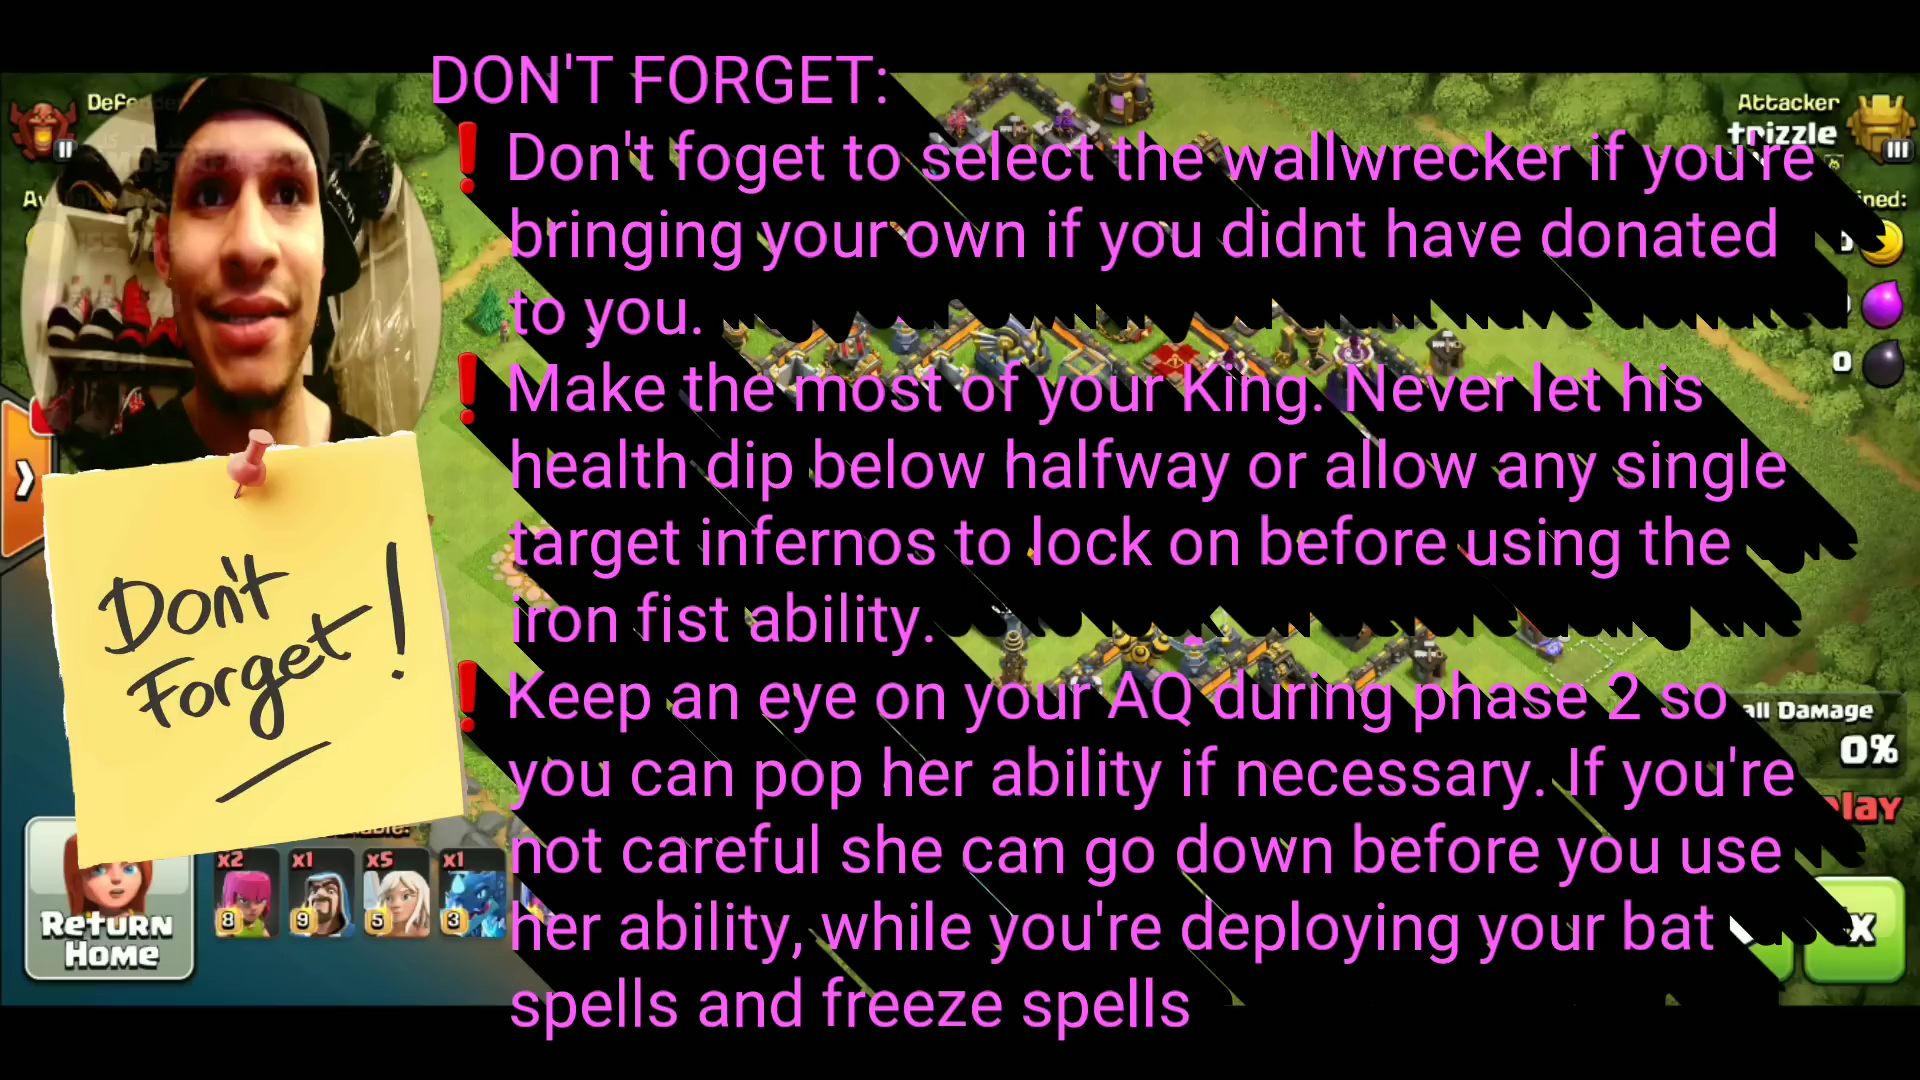 DON'T FORGET:
❗Don't foget to select the wallwrecker if you're
bringing your own if you didnt have donated
to you.
❗Make the most of your King. Never let his
health dip below halfway or allow any single
target infernos to lock on before using the
iron fist ability.
❗Keep an eye on your AQ during phase 2 so
you can pop her ability if necessary. If you're
not careful she can go down before you use
her ability, while you're deploying your bat
spells and freeze spells
Don't
Forget!
Attacker
trizzle
III
II
0
Damage
0%
x2
x1
x5
x1
8
9
5
3
Return
Home